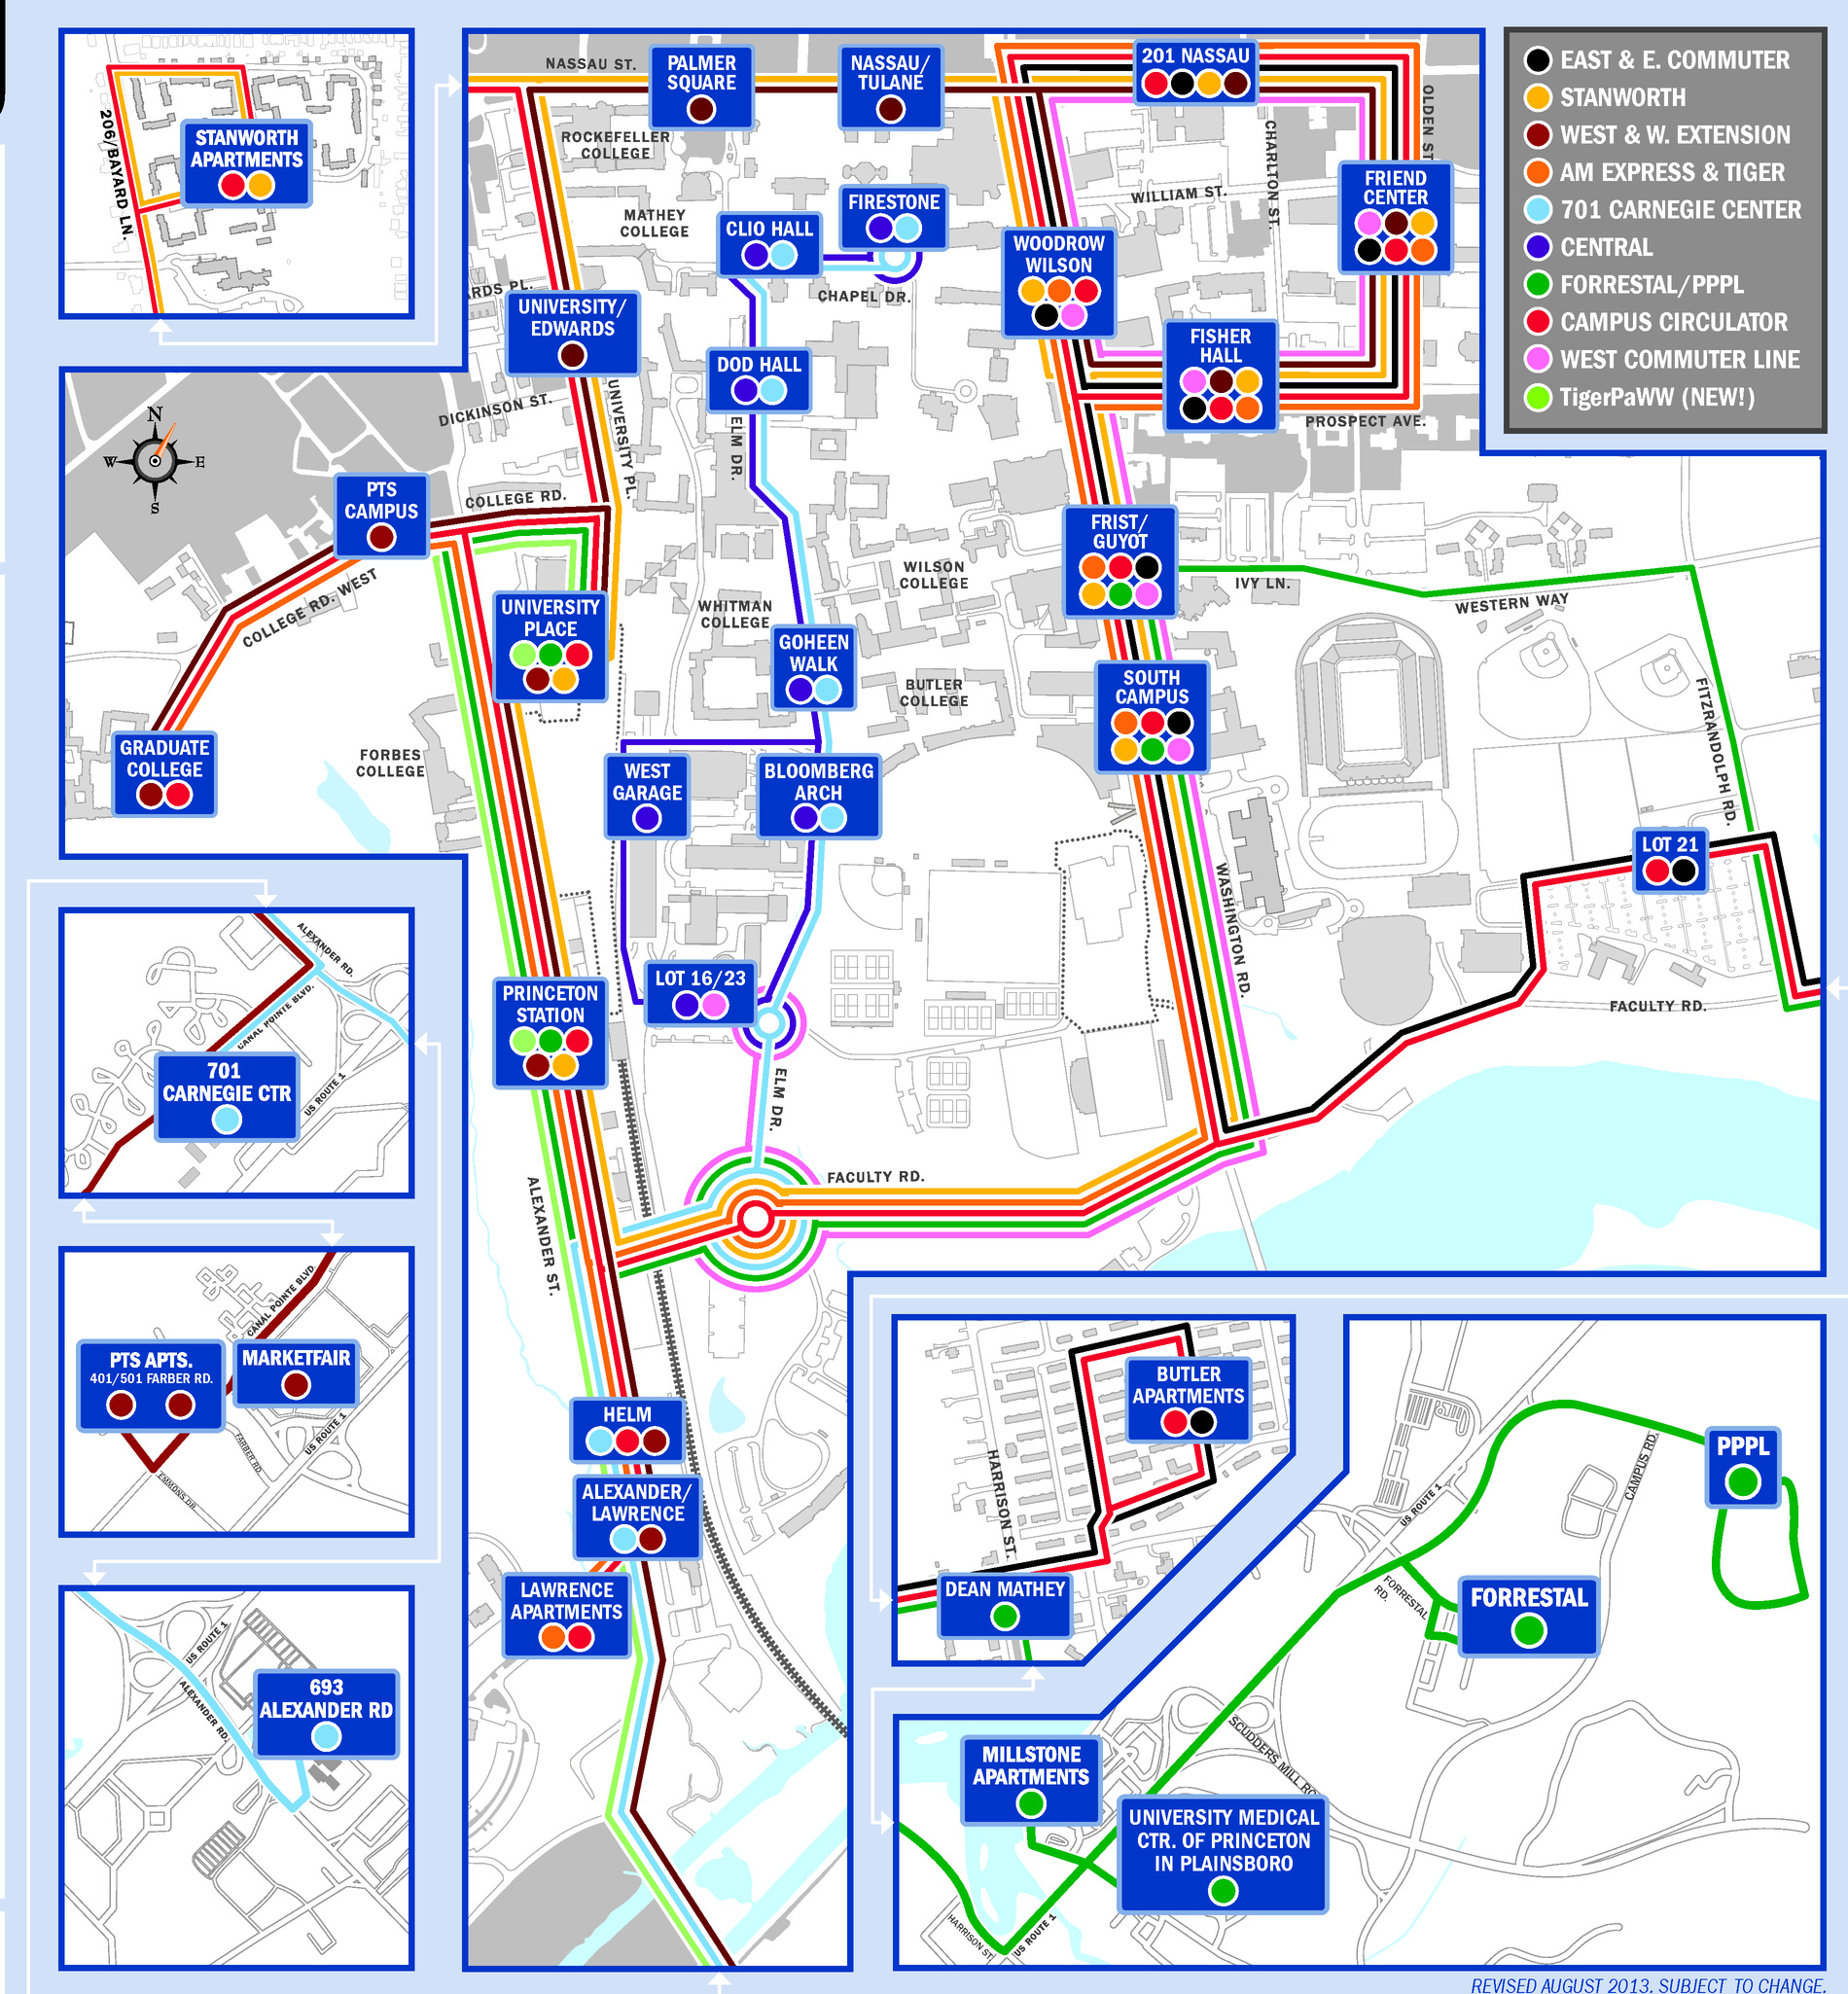 EAST & E. COMMUTER
STANWORTH
WEST & W. EXTENSION
AM EXPRESS & TIGER
701 CARNEGIE CENTER
CENTRAL
FORRESTAL/PPPL
CAMPUS CIRCULATOR
WEST COMMUTER LINE
TigerPaWW (NEW!)
206/BAYARD LN.
STANWORTH
APARTMENTS
NASSAU ST.
PALMER
SQUARE
NASSAU/
TULANE
201 NASSAU
OLDEN ST.
ROCKEFELLER
COLLEGE
CHARLTON ST.
WILLIAM ST.
FRIEND
CENTER
MATHEY
COLLEGE
CLIO HALL
FIRESTONE
WOODROW
WILSON
CHAPEL DR.
ARDS PL.
UNIVERSITY/
EDWARDS
FISHER
HALL
DOD HALL
DICKINSON ST.
UNIVERSITY PL.
ELM DR.
PROSPECT AVE.
N
W
E
S
PTS
CAMPUS
COLLEGE RD.
COLLEGE RD. WEST
FRIST/
GUYOT
WILSON
COLLEGE
IVY LN.
WESTERN WAY
UNIVERSITY
PLACE
WHITMAN
COLLEGE
GOHEEN
WALK
BUTLER
COLLEGE
SOUTH
CAMPUS
FITZRANDOLPH RD.
GRADUATE
COLLEGE
FORBES
COLLEGE
WEST
GARAGE
BLOOMBERG
ARCH
LOT 21
WASHINGTON RD.
FACULTY RD.
LOT 16/23
PRINCETON
STATION
ELM DR.
FACULTY RD.
ALEXANDER ST.
ALEXANDER RD.
CANAL POINTE BLVD.
701
CARNEGIE CTR
US ROUTE 1
CANAL POINTE BLVD.
PTS APTS.
401/501 FARBER RD.
MARKETFAIR
US ROUTE 1
FARBER RD.
EMMONS DR.
HELM
ALEXANDER/
LAWRENCE
LAWRENCE
APARTMENTS
US ROUTE 1
ALEXANDER RD.
693
ALEXANDER RD
BUTLER
APARTMENTS
HARRISON ST.
DEAN MATHEY
PPPL
CAMPUS RD.
US ROUTE 1
FORRESTAL
RD.
FORRESTAL
SCUDDERS MILL RD.
MILLSTONE
APARTMENTS
UNIVERSITY MEDICAL
CTR. OF PRINCETON
IN PLAINSBORO
HARRISON ST.
US ROUTE 1
REVISED AUGUST 2013. SUBJECT TO CHANGE.